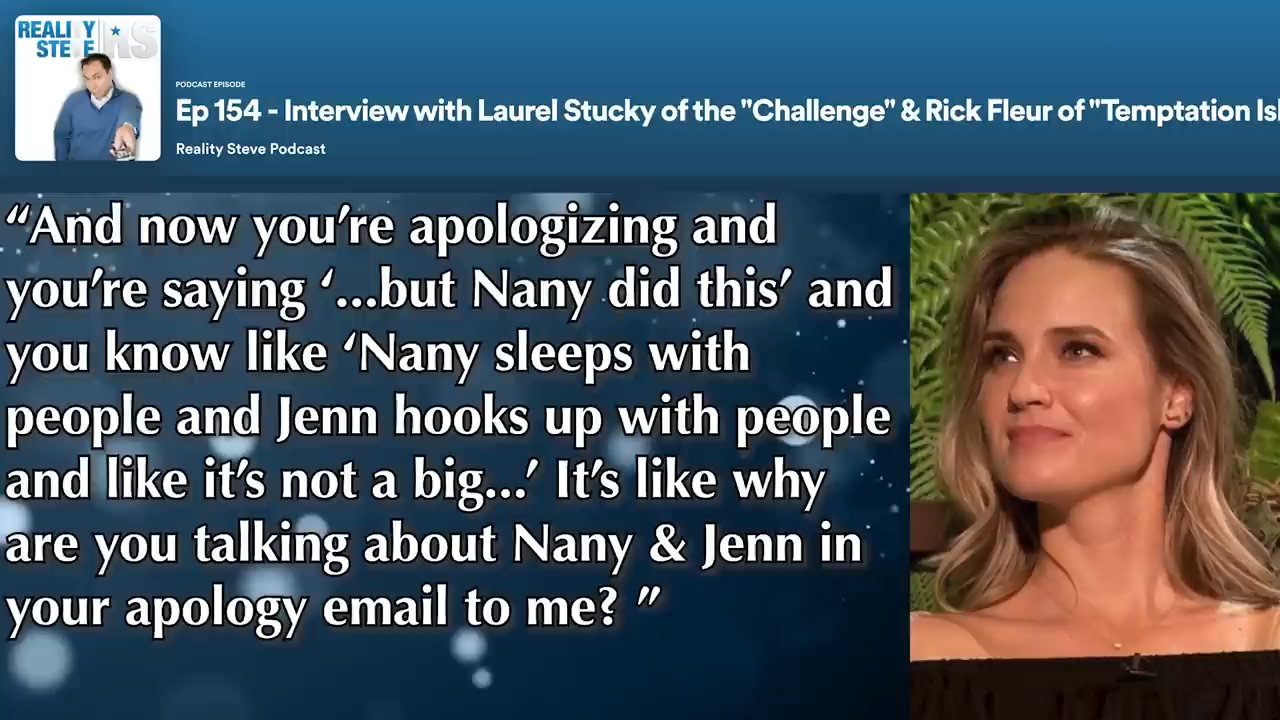 REALITY
STEVE
RS
PODCAST EPISODE
Ep 154 - Interview with Laurel Stucky of the "Challenge" & Rick Fleur of "Temptation Isl
Reality Steve Podcast
“And now you’re apologizing and
you’re saying ‘...but Nany did this’ and
you know like ‘Nany sleeps with
people and Jenn hooks up with people
and like it’s not a big...’ It’s like why
are you talking about Nany & Jenn in
your apology email to me? ”